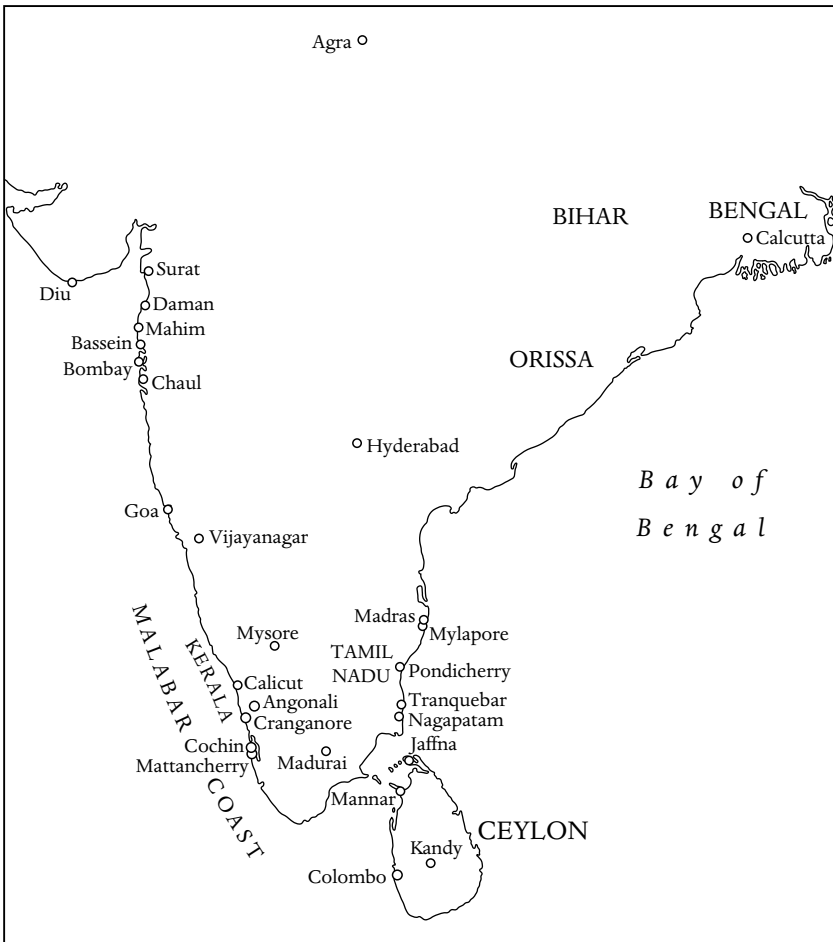 Agra
BIHAR
BENGAL
Calcutta
Surat
Diu
Daman
Mahim
Bassein
Bombay
Chaul
ORISSA
Hyderabad
Bay of
Bengal
Goa
Vijayanagar
Madras
Mylapore
Mysore
TAMIL
NADU
Pondicherry
MALABAR COAST
KERALA
Calicut
Angonali
Cranganore
Tranquebar
Nagapatam
Cochin
Mattancherry
Madurai
Jaffna
Mannar
CEYLON
Kandy
Colombo